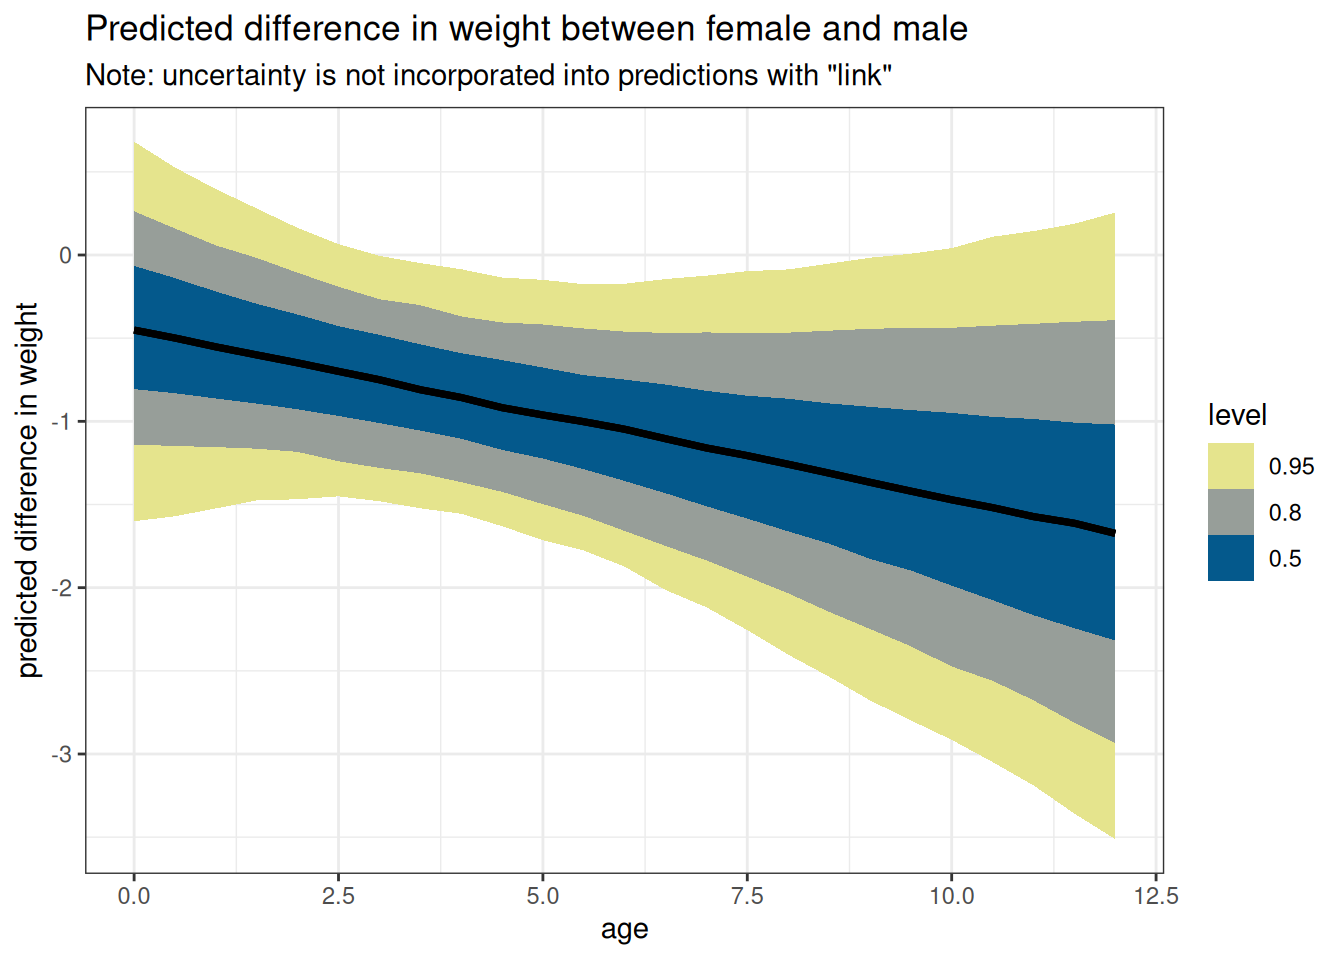 Predicted difference in weight between female and male
Note: uncertainty is not incorporated into predictions with "link"
predicted difference in weight
0
-1
-2
-3
0.0 2.5 5.0 7.5 10.0 12.5
age
level
0.95
0.8
0.5